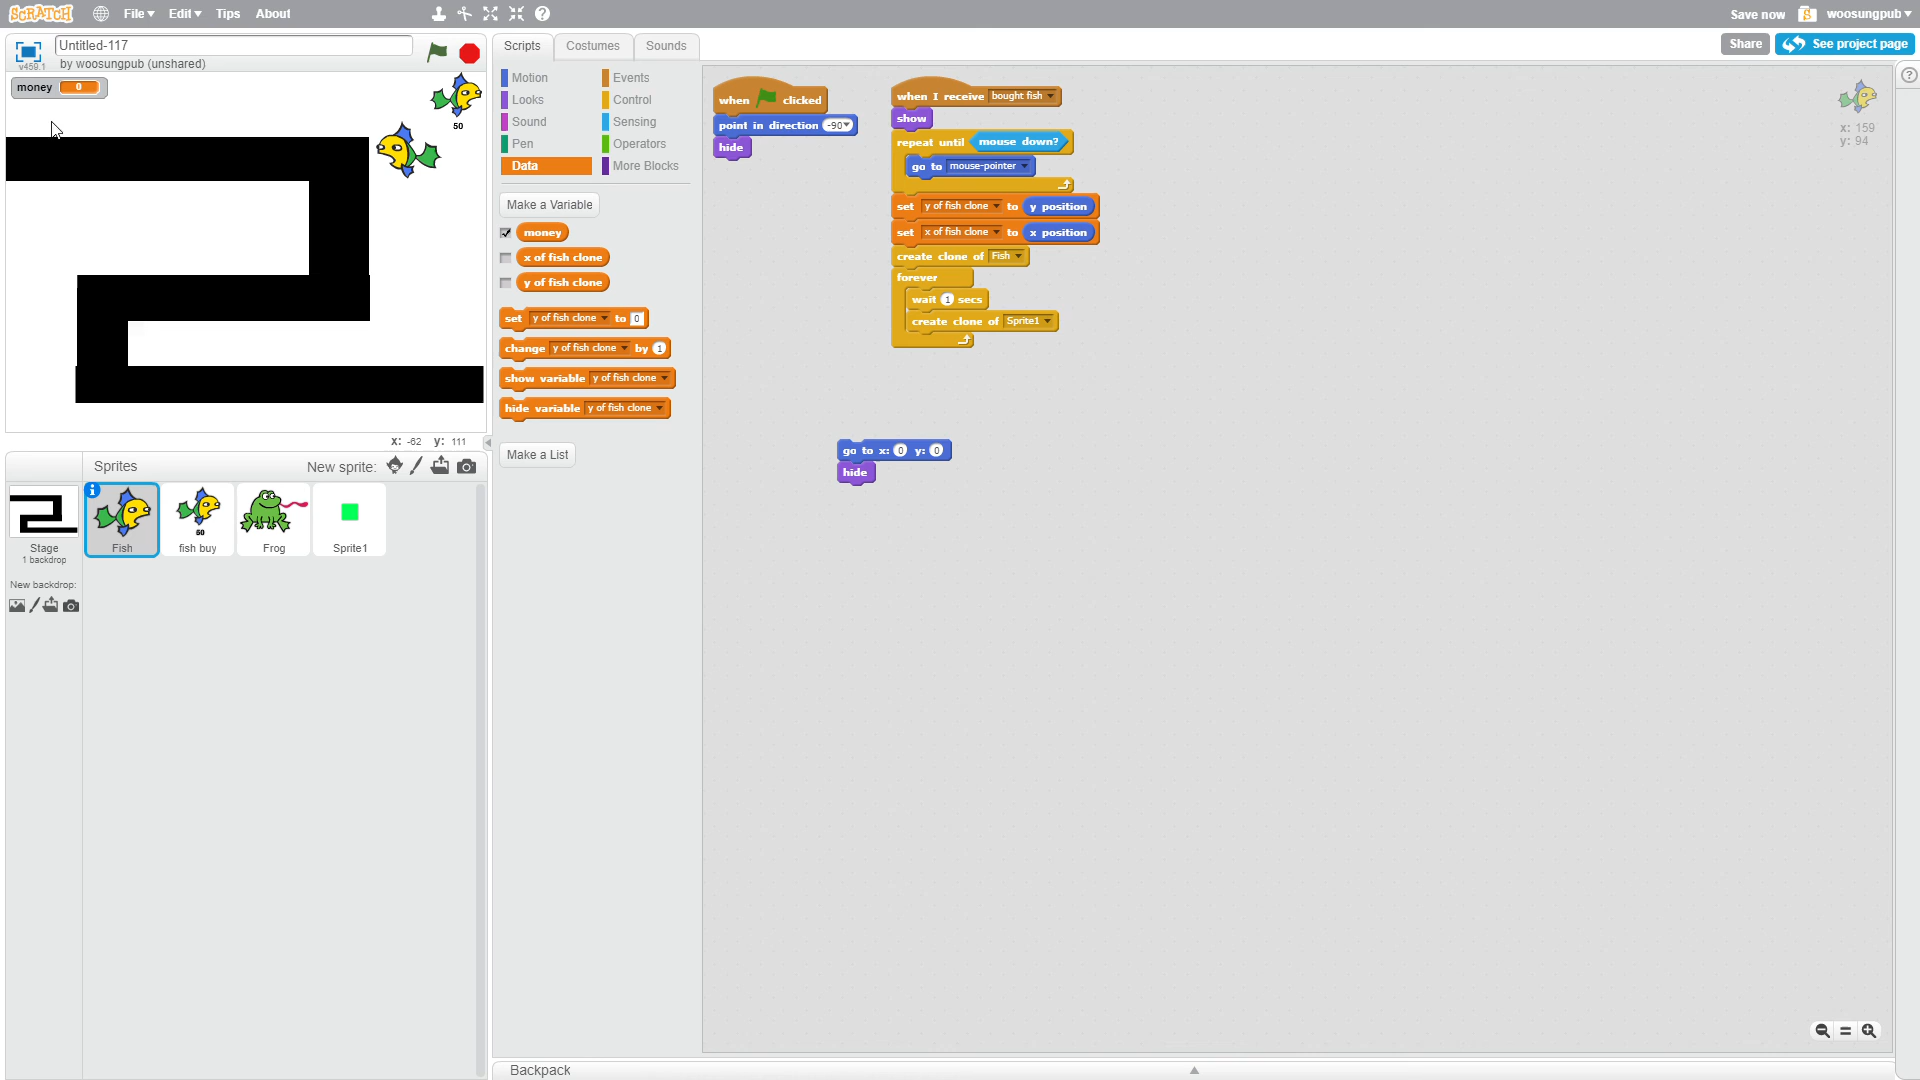 SCRATCH File Edit Tips About Save now woosungpub
Untitled-117
by woosungpub (unshared)
v459.1
Scripts Costumes Sounds
Share See project page
money 0
50
Motion Events
Looks Control
Sound Sensing
Pen Operators
Data More Blocks
Make a Variable
money
x of fish clone
y of fish clone
set y of fish clone to 0
change y of fish clone by 1
show variable y of fish clone
hide variable y of fish clone
Make a List
when clicked
point in direction -90
hide
when I receive bought fish
show
repeat until mouse down?
go to mouse-pointer
set y of fish clone to y position
set x of fish clone to x position
create clone of Fish
forever
wait 1 secs
create clone of Sprite1
go to x: 0 y: 0
hide
x: 159
y: 94
x: -62 y: 111
Sprites New sprite:
Stage
1 backdrop
New backdrop:
Fish
50
fish buy
Frog
Sprite1
Backpack